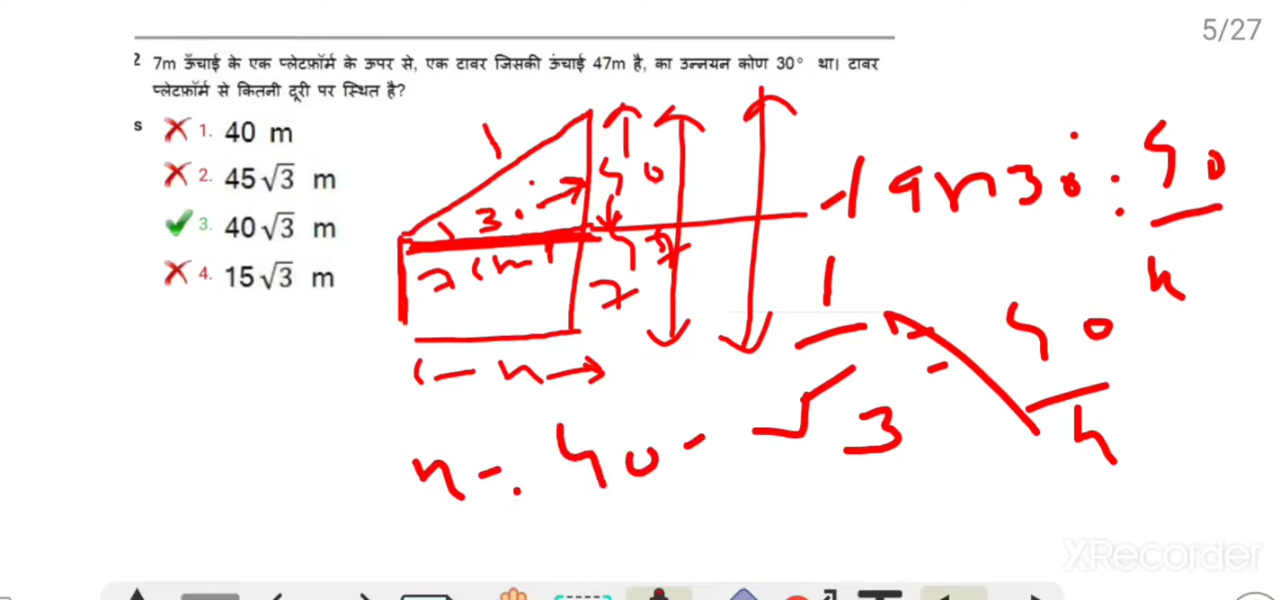 5/27
2 7m ऊँचाई के एक प्लेटफ़ॉर्म के ऊपर से, एक टावर जिसकी ऊंचाई 47m है, का उन्नयन कोण 30° था। टावर
प्लेटफ़ॉर्म से कितनी दूरी पर स्थित है?
s
1. 40 m
2. 45√3 m
3. 40√3 m
4. 15√3 m
30
40
47
7
7 (m)
x
tan30° = 40/x
1/√3 = 40/x
x = 40√3
XRecorder